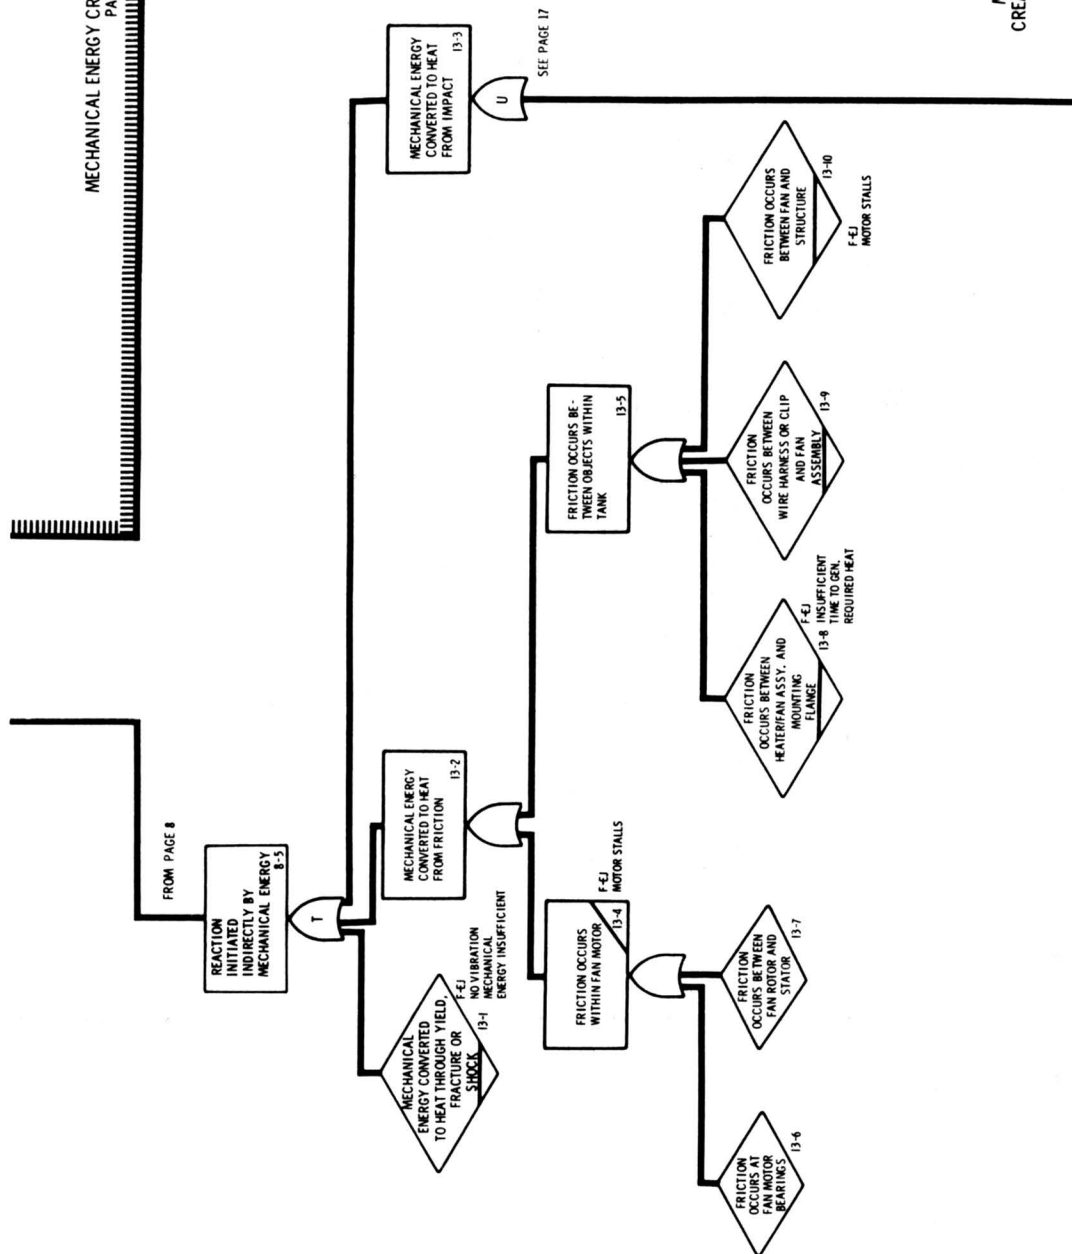 MECHANICAL ENERGY CR
PA
FROM PAGE 8
REACTION
INITIATED
INDIRECTLY BY
MECHANICAL ENERGY
8-5
T
MECHANICAL
ENERGY CONVERTED
TO HEAT THROUGH YIELD,
FRACTURE OR
SHOCK
13-1
F-EJ
NO VIBRATION
MECHANICAL
ENERGY INSUFFICIENT
MECHANICAL ENERGY
CONVERTED TO HEAT
FROM FRICTION
13-2
MECHANICAL ENERGY
CONVERTED TO HEAT
FROM IMPACT
13-3
U
SEE PAGE 17
FRICTION OCCURS
WITHIN FAN MOTOR
13-4
F-EJ
MOTOR STALLS
FRICTION OCCURS BE-
TWEEN OBJECTS WITHIN
TANK
13-5
FRICTION
OCCURS AT
FAN MOTOR
BEARINGS
13-6
FRICTION
OCCURS BETWEEN
FAN ROTOR AND
STATOR
13-7
FRICTION
OCCURS BETWEEN
HEATER/FAN ASSY. AND
MOUNTING
FLANGE
13-8
F-EJ
INSUFFICIENT
TIME TO GEN.
REQUIRED HEAT
FRICTION
OCCURS BETWEEN
WIRE HARNESS OR CLIP
AND FAN
ASSEMBLY
13-9
FRICTION OCCURS
BETWEEN FAN AND
STRUCTURE
13-10
F-EJ
MOTOR STALLS
CREA